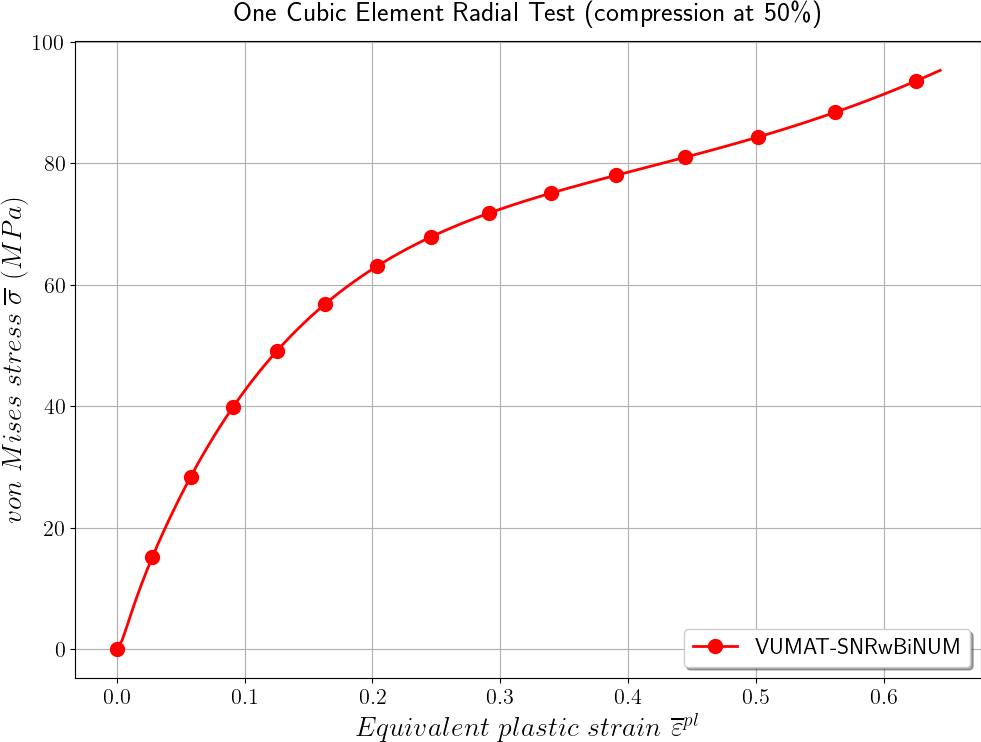 One Cubic Element Radial Test (compression at 50%)
von Mises stress σ̅ (MPa)
100
80
60
40
20
0
VUMAT-SNRwBiNUM
0.0 0.1 0.2 0.3 0.4 0.5 0.6
Equivalent plastic strain ε̅^{pl}